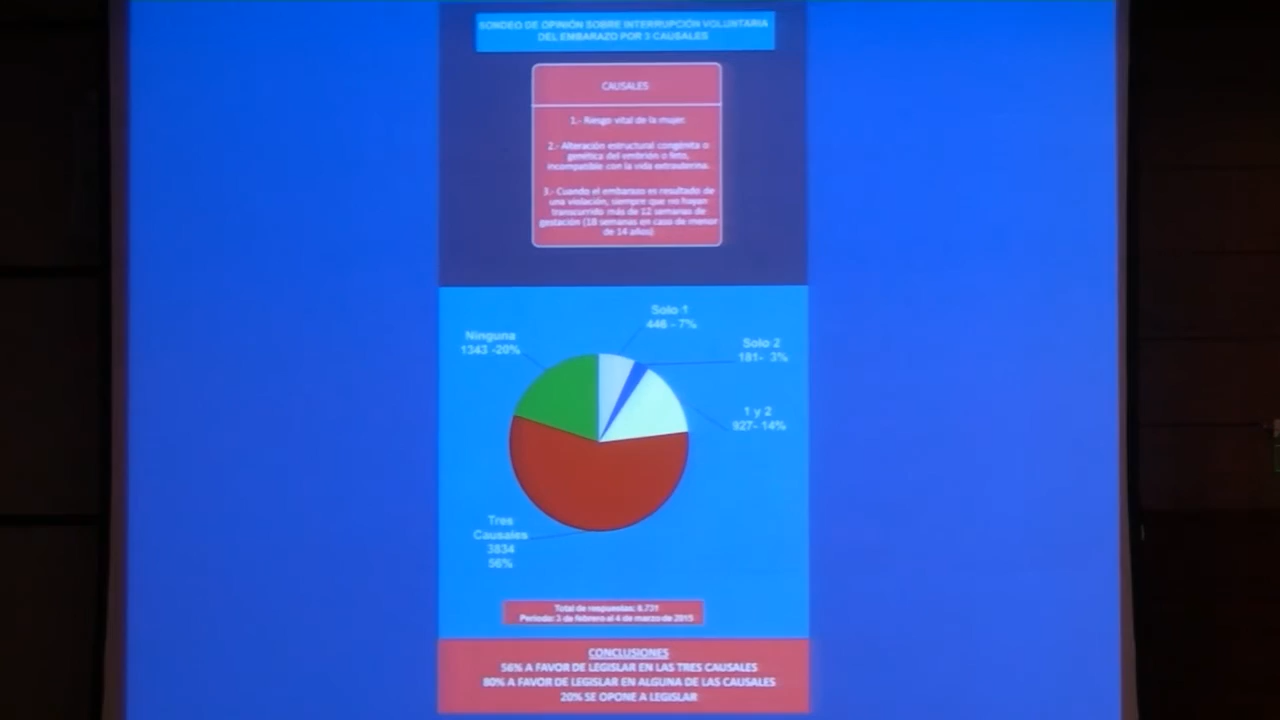 SONDEO DE OPINIÓN SOBRE INTERRUPCIÓN VOLUNTARIA
DEL EMBARAZO POR 3 CAUSALES
CAUSALES
1.- Riesgo vital de la mujer.
2.- Alteración estructural congénita o
genética del embrión o feto,
incompatible con la vida extrauterina.
3.- Cuando el embarazo es resultado de
una violación, siempre que no hayan
transcurrido más de 12 semanas de
gestación (18 semanas en caso de menor
de 14 años)
Solo 1
446 - 7%
Ninguna
1343 -20%
Solo 2
181- 3%
1 y 2
927- 14%
Tres
Causales
3834
56%
Total de respuestas: 6.731
Periodo: 3 de febrero al 4 de marzo de 2015
CONCLUSIONES
56% A FAVOR DE LEGISLAR EN LAS TRES CAUSALES
80% A FAVOR DE LEGISLAR EN ALGUNA DE LAS CAUSALES
20% SE OPONE A LEGISLAR